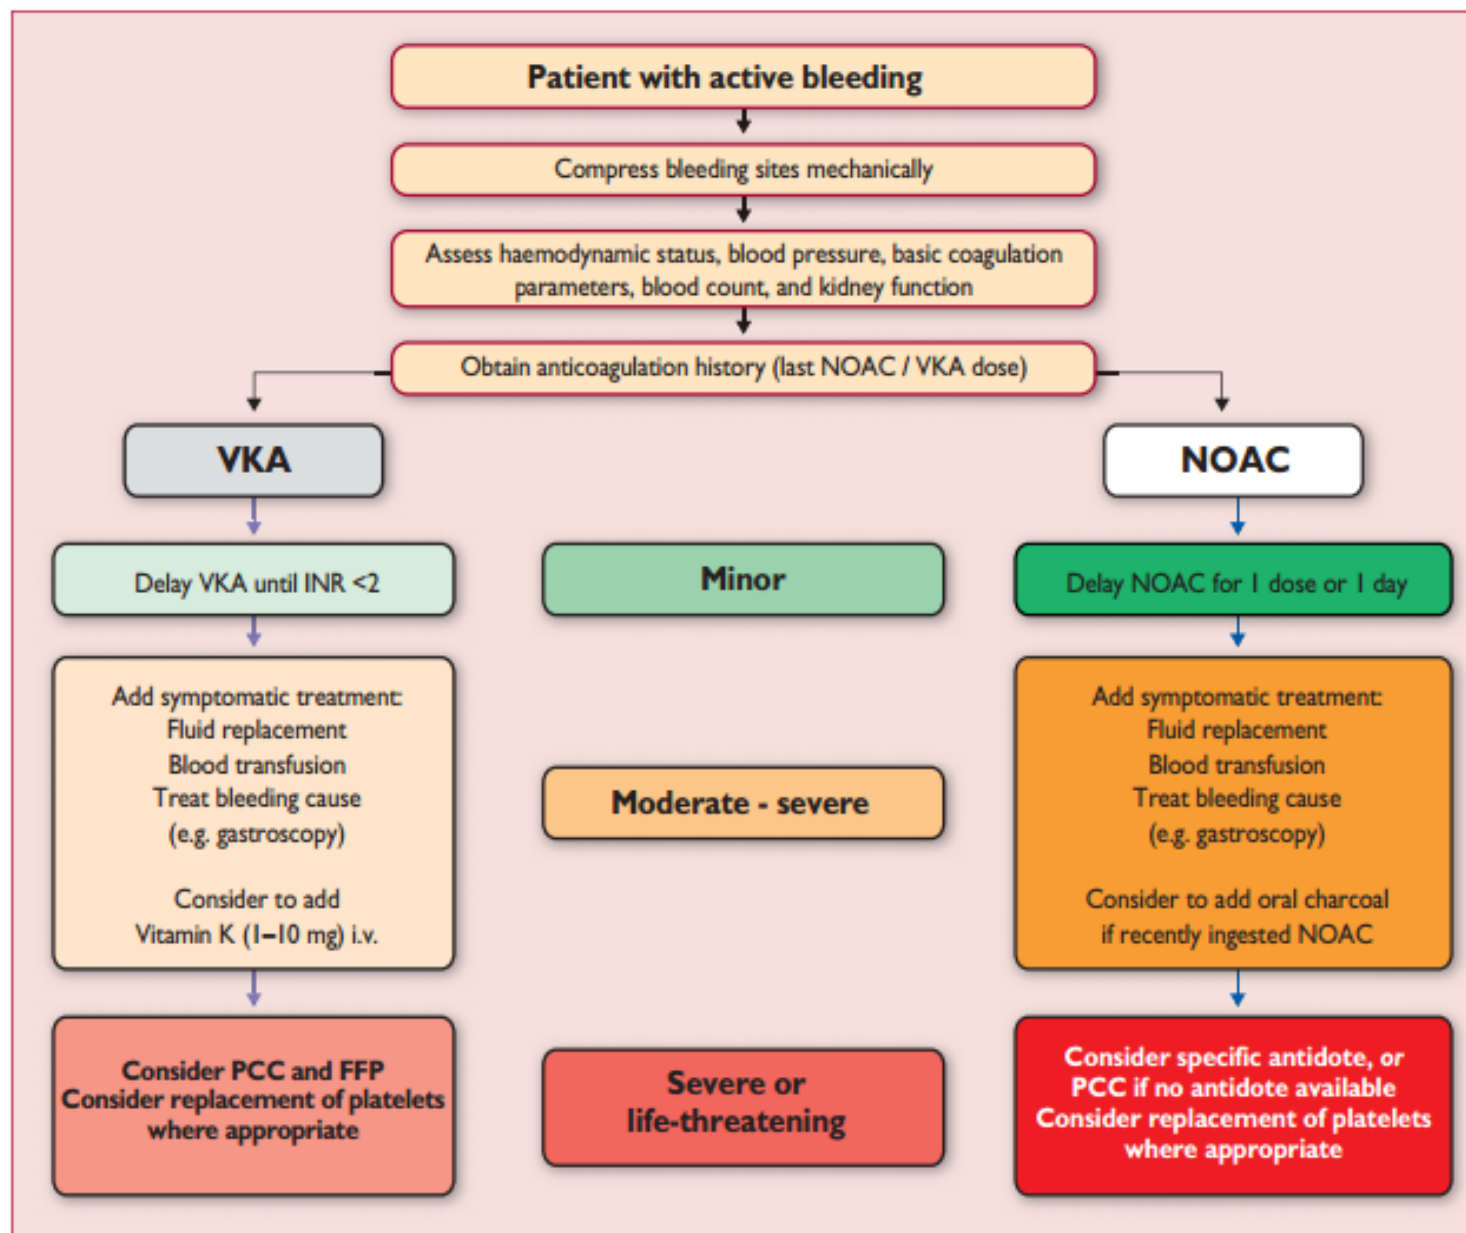 Patient with active bleeding
Compress bleeding sites mechanically
Assess haemodynamic status, blood pressure, basic coagulation
parameters, blood count, and kidney function
Obtain anticoagulation history (last NOAC / VKA dose)
VKA
NOAC
Delay VKA until INR <2
Minor
Delay NOAC for 1 dose or 1 day
Add symptomatic treatment:
Fluid replacement
Blood transfusion
Treat bleeding cause
(e.g. gastroscopy)
Consider to add
Vitamin K (1–10 mg) i.v.
Moderate - severe
Add symptomatic treatment:
Fluid replacement
Blood transfusion
Treat bleeding cause
(e.g. gastroscopy)
Consider to add oral charcoal
if recently ingested NOAC
Consider PCC and FFP
Consider replacement of platelets
where appropriate
Severe or
life-threatening
Consider specific antidote, or
PCC if no antidote available
Consider replacement of platelets
where appropriate